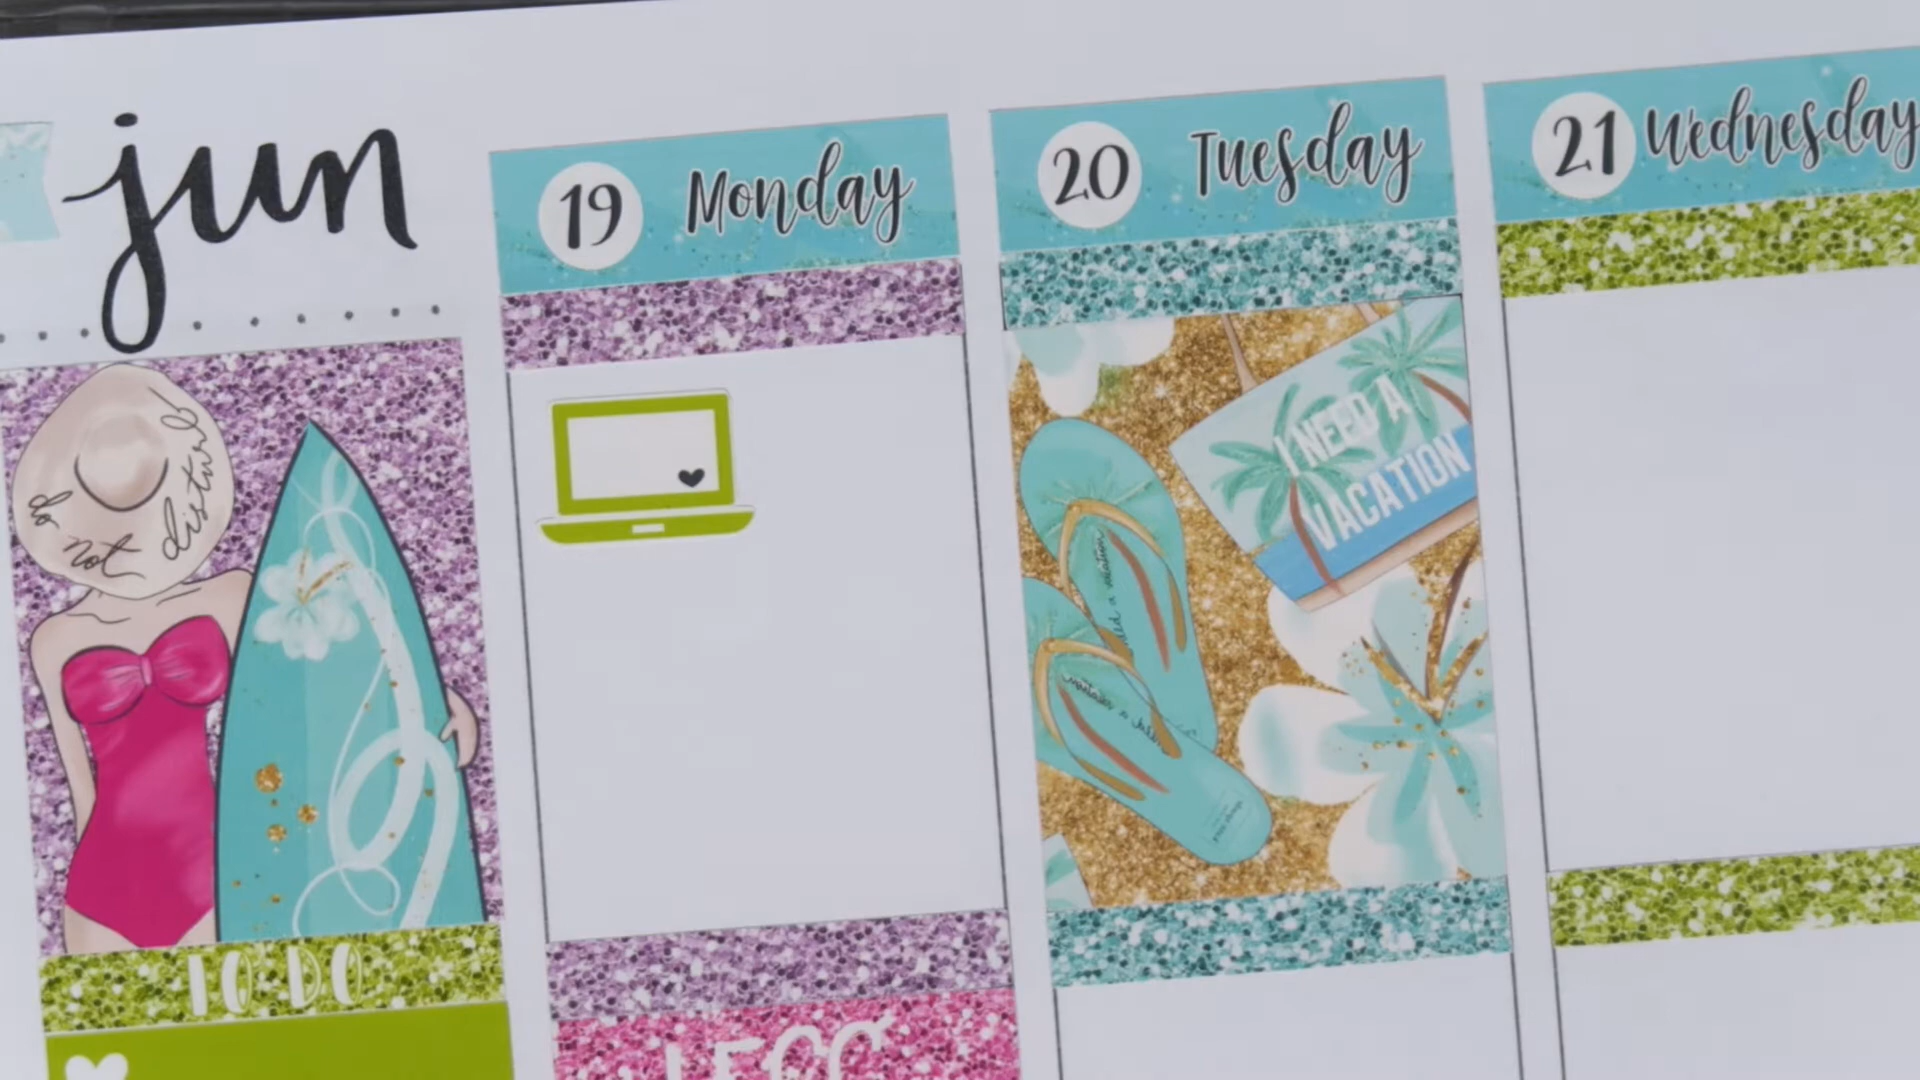 jun
19 Monday
20 Tuesday
21 Wednesday
do
not disturb
I NEED A
VACATION
TO DO